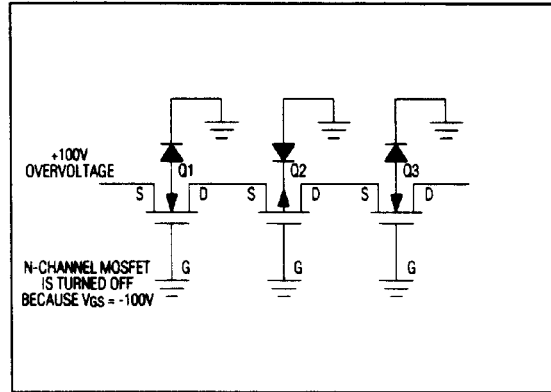 +100V
OVERVOLTAGE
Q1
Q2
Q3
S
D
S
D
S
D
G
G
G
N-CHANNEL MOSFET
IS TURNED OFF
BECAUSE VGS = -100V